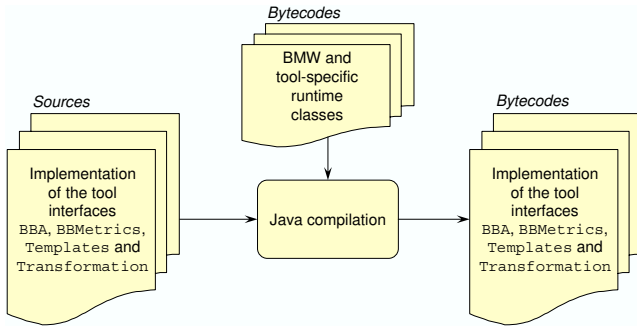 Bytecodes
BMW and
tool-specific
runtime
classes
Sources
Implementation
of the tool
interfaces
BBA, BBMetrics,
Templates and
Transformation
Java compilation
Bytecodes
Implementation
of the tool
interfaces
BBA, BBMetrics,
Templates and
Transformation